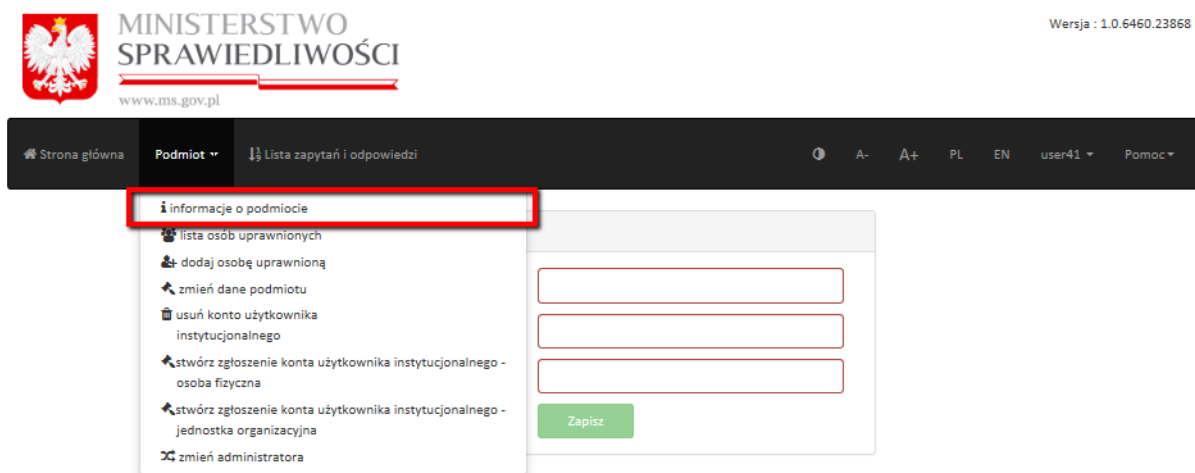 MINISTERSTWO
SPRAWIEDLIWOŚCI
www.ms.gov.pl
Wersja : 1.0.6460.23868
Strona główna Podmiot Lista zapytań i odpowiedzi A- A+ PL EN user41 Pomoc
informacje o podmiocie
lista osób uprawnionych
dodaj osobę uprawnioną
zmień dane podmiotu
usuń konto użytkownika
instytucjonalnego
stwórz zgłoszenie konta użytkownika instytucjonalnego -
osoba fizyczna
stwórz zgłoszenie konta użytkownika instytucjonalnego -
jednostka organizacyjna
zmień administratora
Zapisz